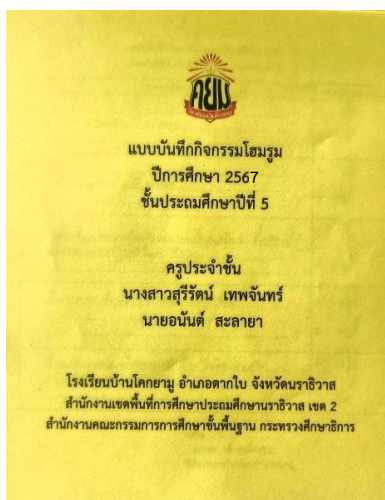 คยม
แบบบันทึกกิจกรรมโฮมรูม
ปีการศึกษา 2567
ชั้นประถมศึกษาปีที่ 5
ครูประจำชั้น
นางสาวสุรีรัตน์ เทพจันทร์
นายอนันต์ สะลายา
โรงเรียนบ้านโคกยามู อำเภอตากใบ จังหวัดนราธิวาส
สำนักงานเขตพื้นที่การศึกษาประถมศึกษานราธิวาส เขต 2
สำนักงานคณะกรรมการการศึกษาขั้นพื้นฐาน กระทรวงศึกษาธิการ